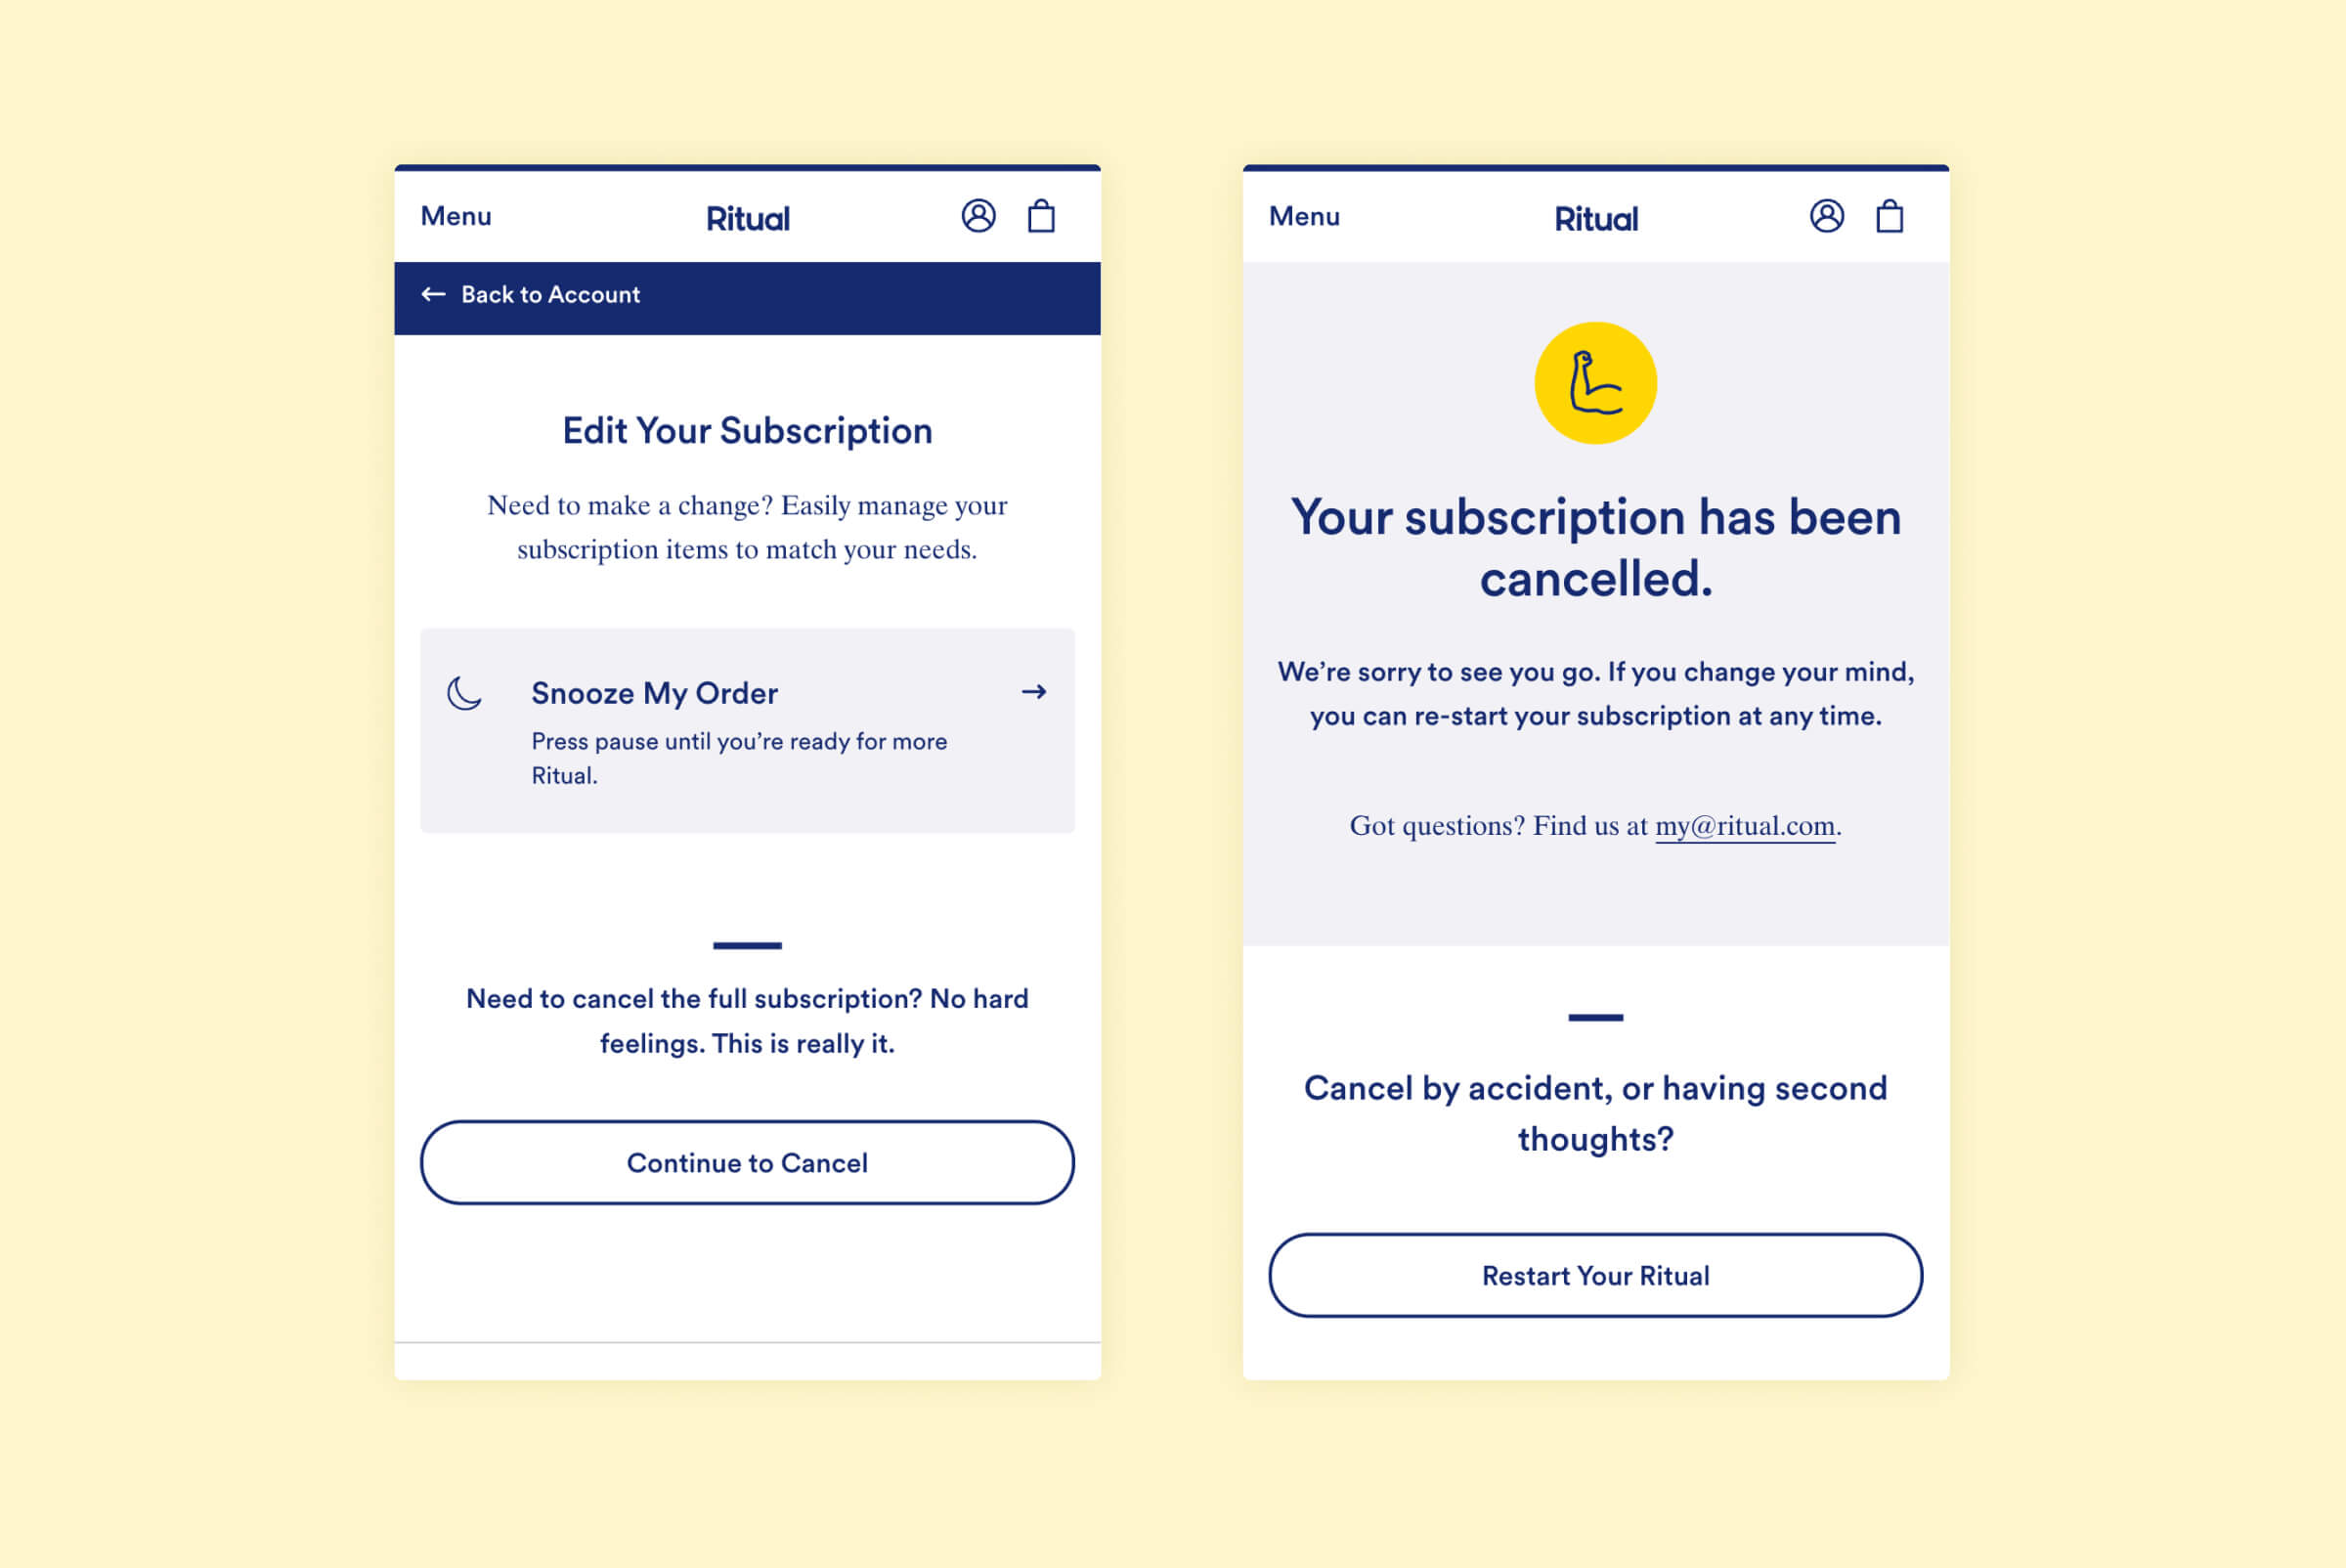 Menu
Ritual
← Back to Account
Edit Your Subscription
Need to make a change? Easily manage your
subscription items to match your needs.
Snooze My Order →
Press pause until you’re ready for more
Ritual.
Need to cancel the full subscription? No hard
feelings. This is really it.
Continue to Cancel
Menu
Ritual
Your subscription has been
cancelled.
We’re sorry to see you go. If you change your mind,
you can re-start your subscription at any time.
Got questions? Find us at my@ritual.com.
Cancel by accident, or having second
thoughts?
Restart Your Ritual